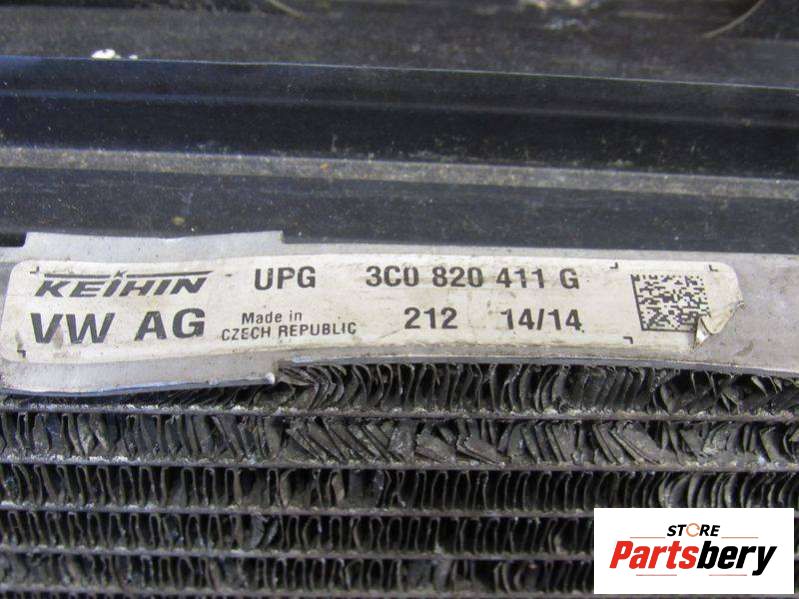 KEIHIN UPG 3C0 820 411 G
VW AG Made in CZECH REPUBLIC 212 14/14
STORE
Partsbery